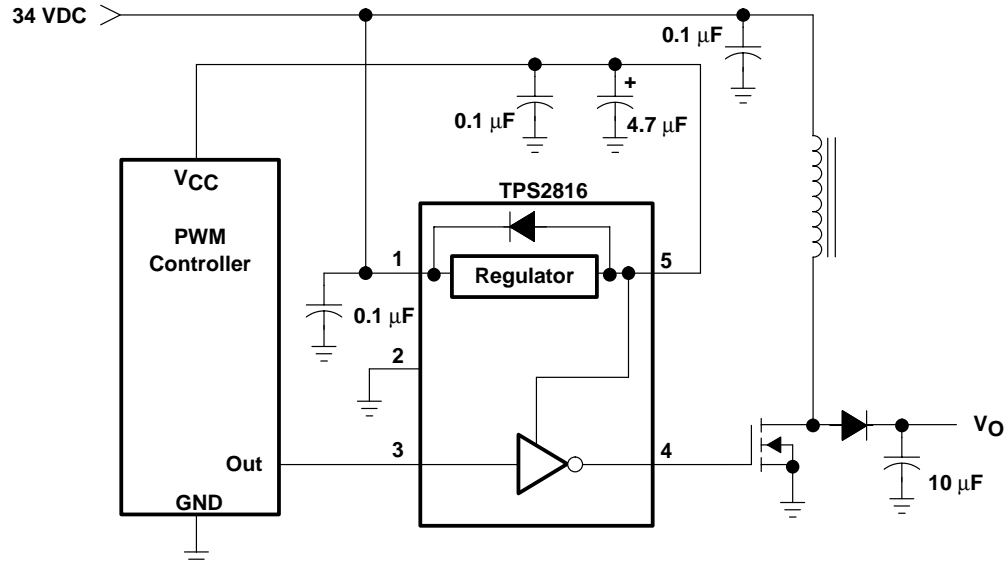 34 VDC
0.1 μF
0.1 μF
+
4.7 μF
VCC
PWM
Controller
TPS2816
1
Regulator
5
0.1 μF
2
Out
3
4
VO
10 μF
GND